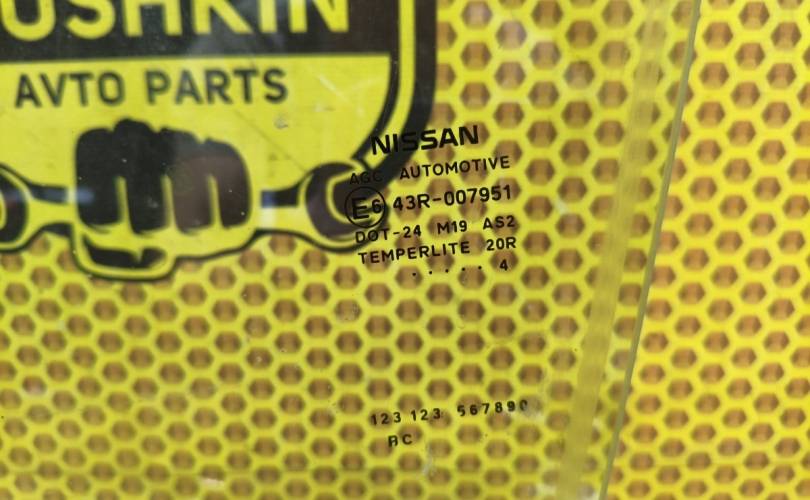 USHKIN
AVTO PARTS
NISSAN
AGC AUTOMOTIVE
E6 43R-007951
DOT-24 M19 AS2
TEMPERLITE 20R
. . . . . 4
123 123 567890
BC